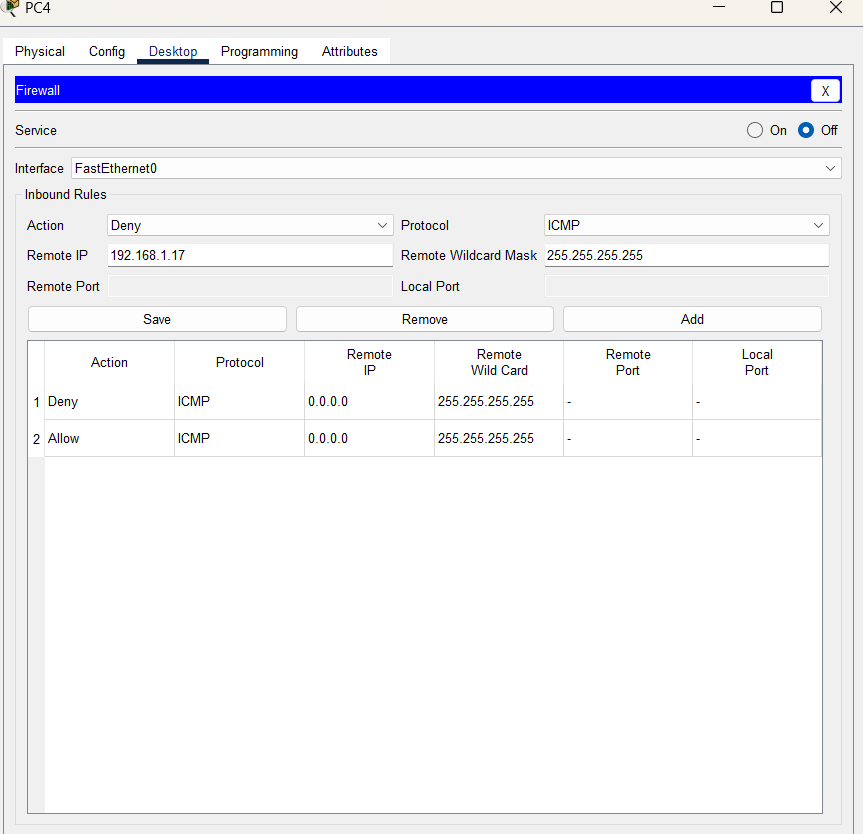 PC4
Physical Config Desktop Programming Attributes
Firewall X
Service On Off
Interface FastEthernet0
Inbound Rules
Action Deny Protocol ICMP
Remote IP 192.168.1.17 Remote Wildcard Mask 255.255.255.255
Remote Port Local Port
Save Remove Add
Action Protocol Remote IP Remote Wild Card Remote Port Local Port
1 Deny ICMP 0.0.0.0 255.255.255.255 - -
2 Allow ICMP 0.0.0.0 255.255.255.255 - -